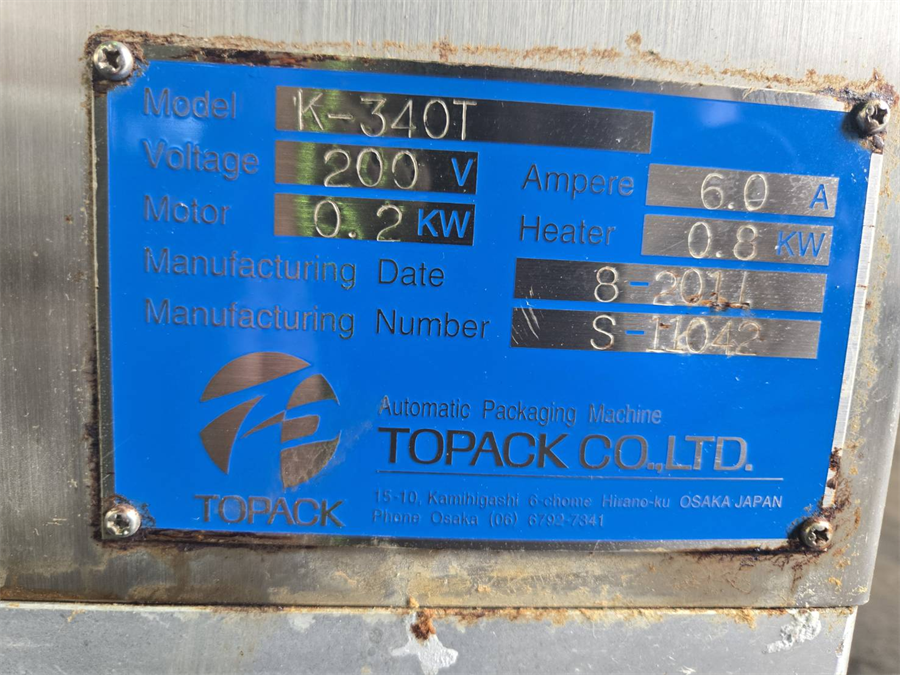 Model K-340T
Voltage 200 V Ampere 6.0 A
Motor 0.2 KW Heater 0.8 KW
Manufacturing Date 8-2011
Manufacturing Number S-11042
Automatic Packaging Machine
TOPACK CO.,LTD.
TOPACK
15-10, Kamihigashi 6-chome Hirano-ku OSAKA JAPAN
Phone Osaka (06) 6792-7341